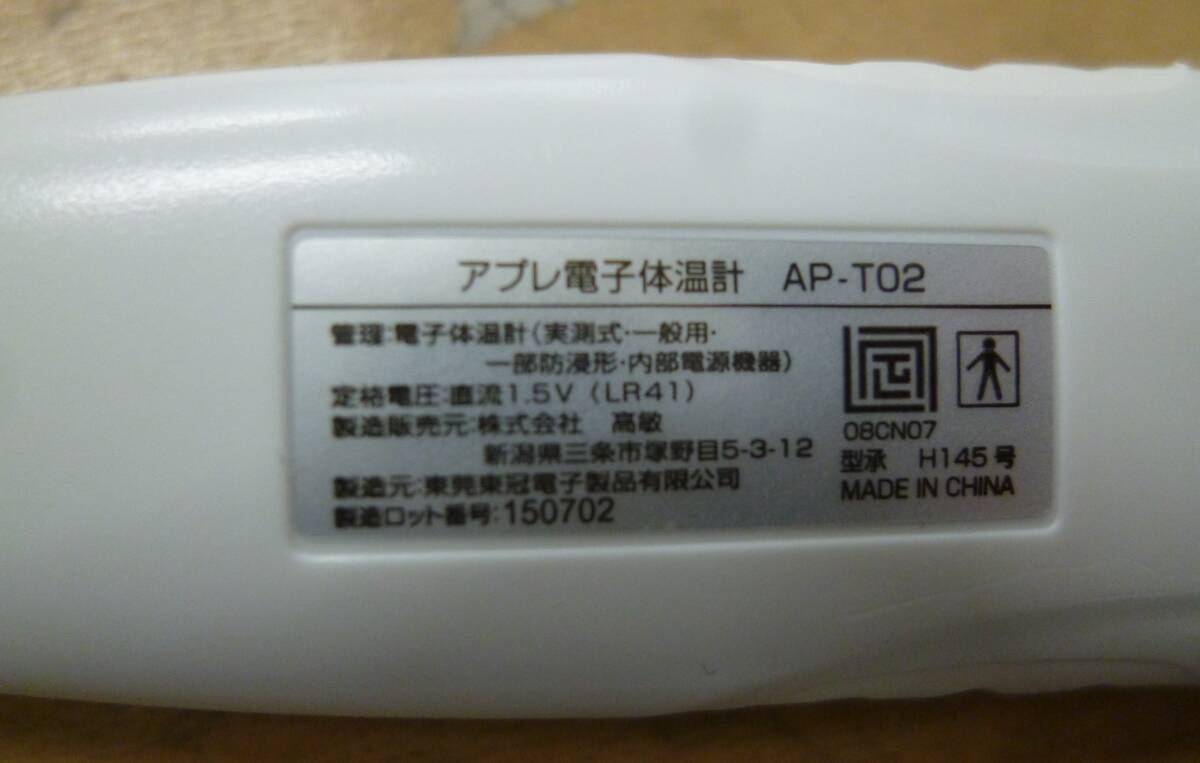 アプレ電子体温計 AP-T02
管理:電子体温計(実測式・一般用・
一部防浸形・内部電源機器)
定格電圧:直流1.5V (LR41)
製造販売元:株式会社 高敏
新潟県三条市塚野目5-3-12
製造元:東莞東冠電子製品有限公司
製造ロット番号:150702
08CN07
型承 H145号
MADE IN CHINA